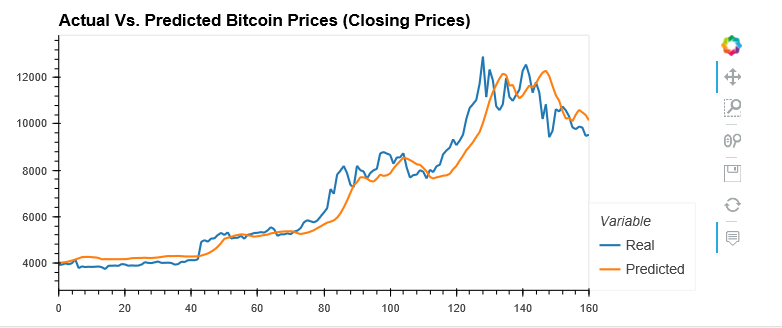 Actual Vs. Predicted Bitcoin Prices (Closing Prices)
12000
10000
8000
6000
4000
0 20 40 60 80 100 120 140 160
Variable
Real
Predicted